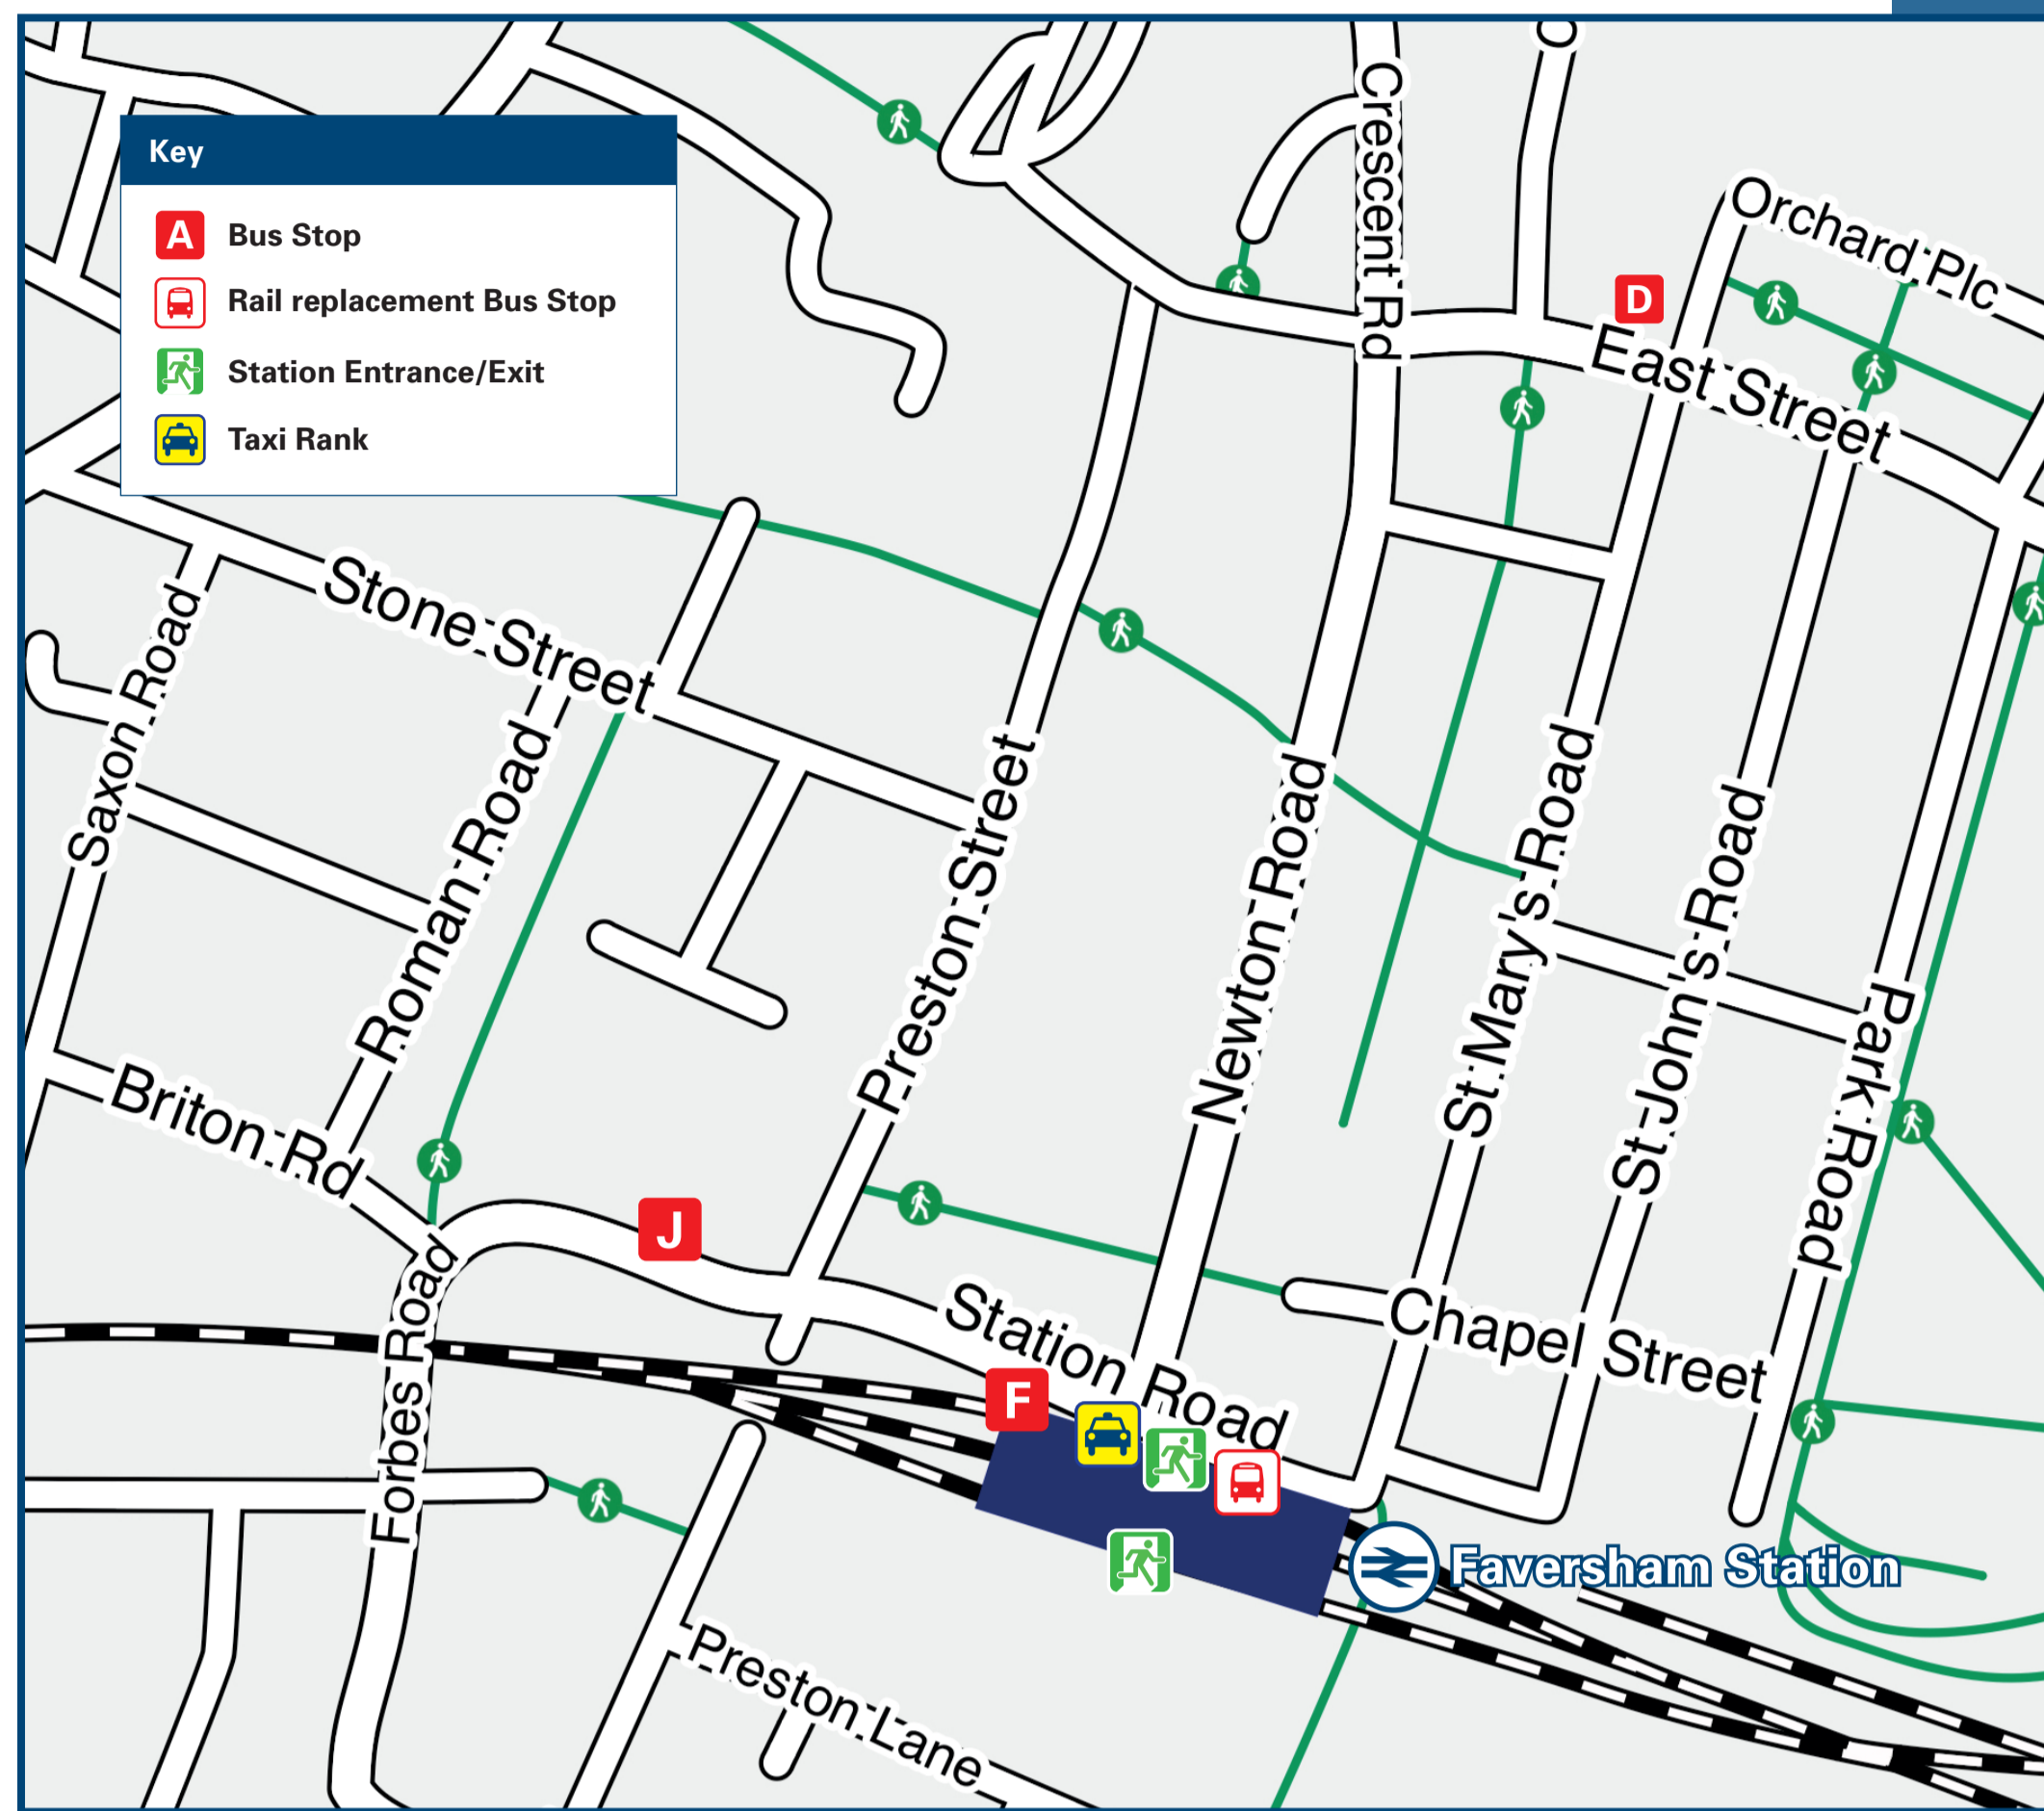 Key
A Bus Stop
Rail replacement Bus Stop
Station Entrance/Exit
Taxi Rank
Crescent Rd
Orchard Plc
D
East Street
Stone Street
Saxon Road
Roman Road
Preston Street
Newton Road
St Mary's Road
St John's Road
Park Road
Briton Rd
J
Forbes Road
Station Road
Chapel Street
F
Faversham Station
Preston Lane